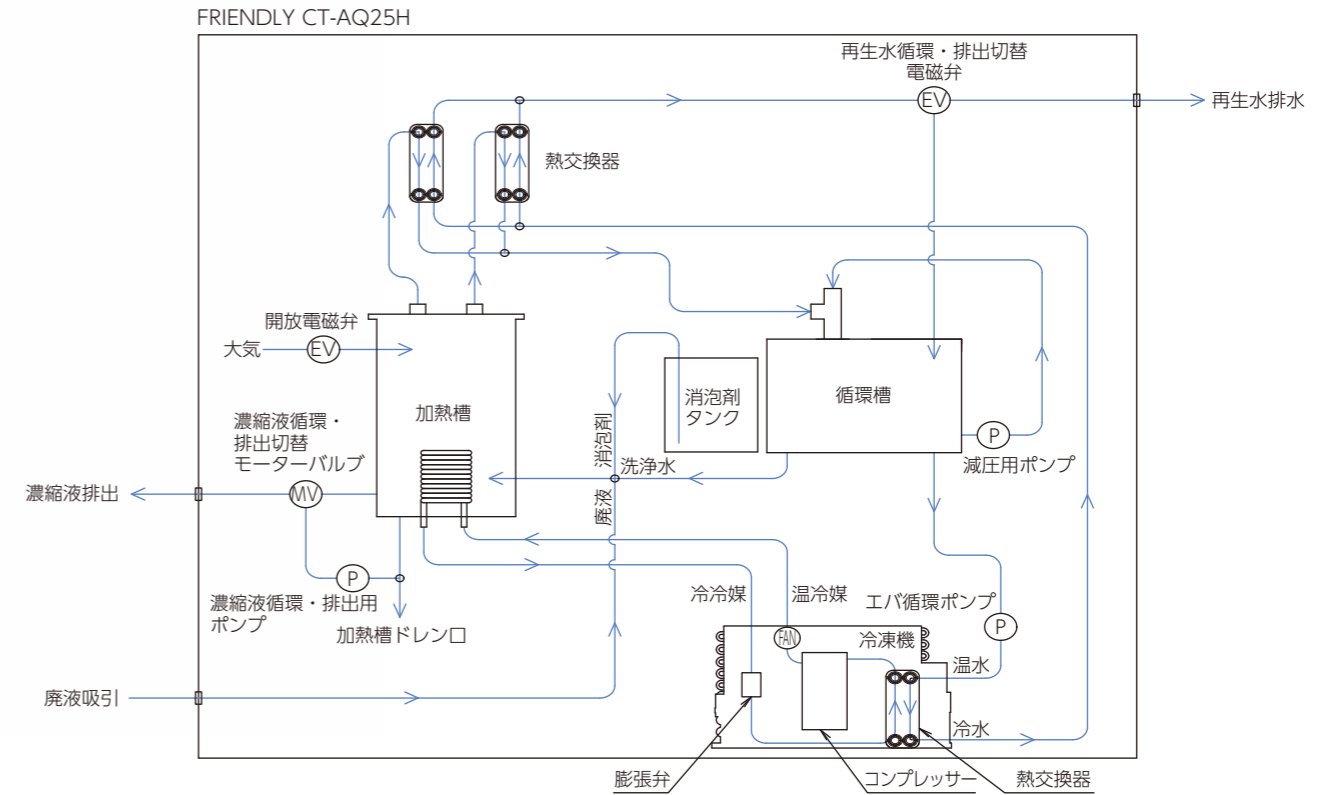 FRIENDLY CT-AQ25H
再生水循環・排出切替
電磁弁
EV
再生水排水
熱交換器
開放電磁弁
大気
EV
加熱槽
消泡剤
タンク
循環槽
濃縮液循環・
排出切替
モーターバルブ
消泡剤
洗浄水
P
減圧用ポンプ
濃縮液排出
MV
廃液
P
濃縮液循環・排出用
ポンプ
加熱槽ドレン口
冷冷媒
温冷媒
エバ循環ポンプ
P
FAN
冷凍機
温水
廃液吸引
冷水
膨張弁
コンプレッサー
熱交換器